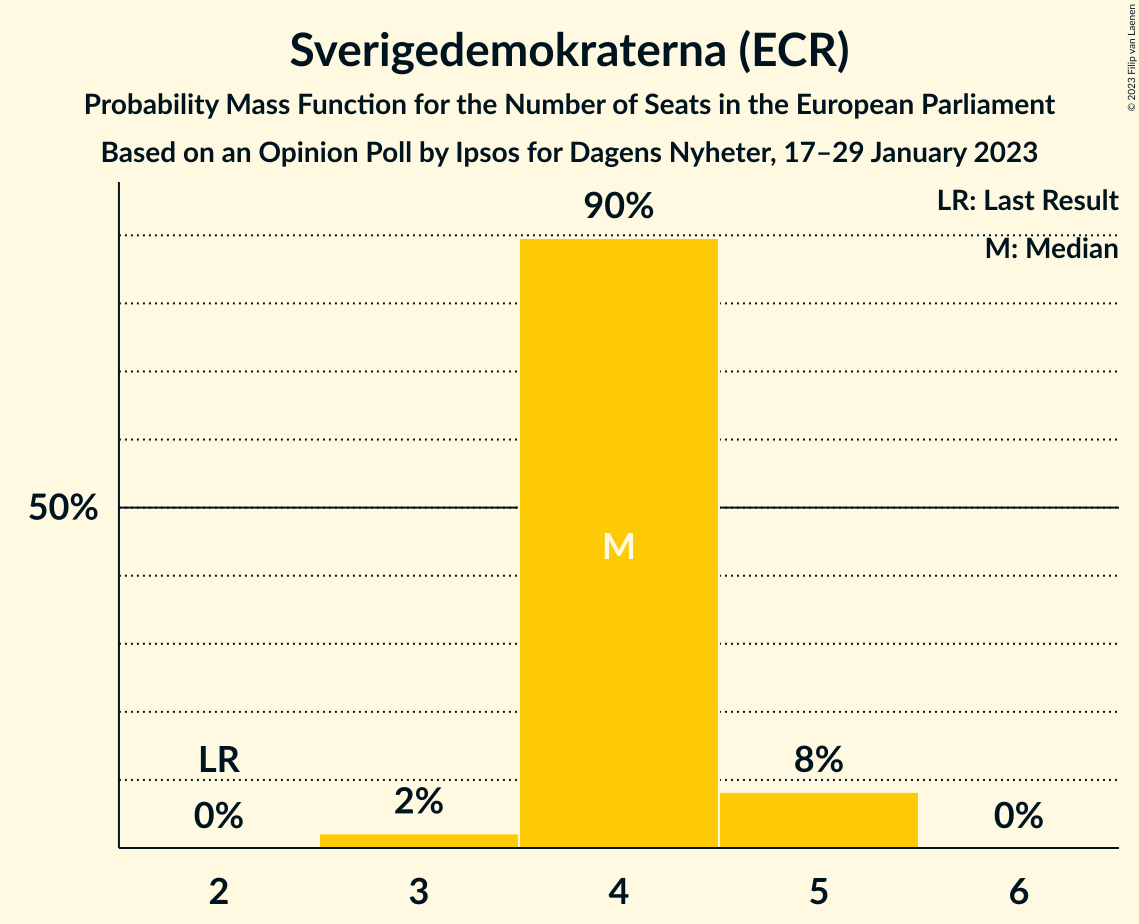 Sverigedemokraterna (ECR)
Probability Mass Function for the Number of Seats in the European Parliament
Based on an Opinion Poll by Ipsos for Dagens Nyheter, 17–29 January 2023
© 2023 Filip van Laenen
LR: Last Result
M: Median
90%
50%
M
LR
0%
2%
8%
0%
2 3 4 5 6